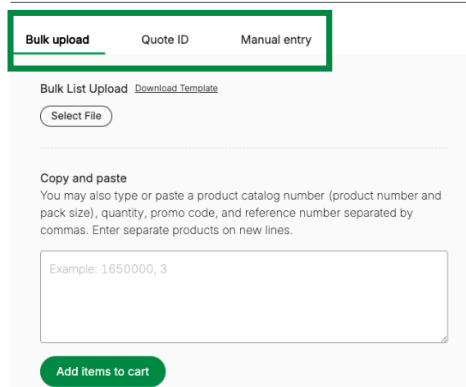 Bulk upload Quote ID Manual entry
Bulk List Upload Download Template
Select File
Copy and paste
You may also type or paste a product catalog number (product number and
pack size), quantity, promo code, and reference number separated by
commas. Enter separate products on new lines.
Example: 1650000, 3
Add items to cart